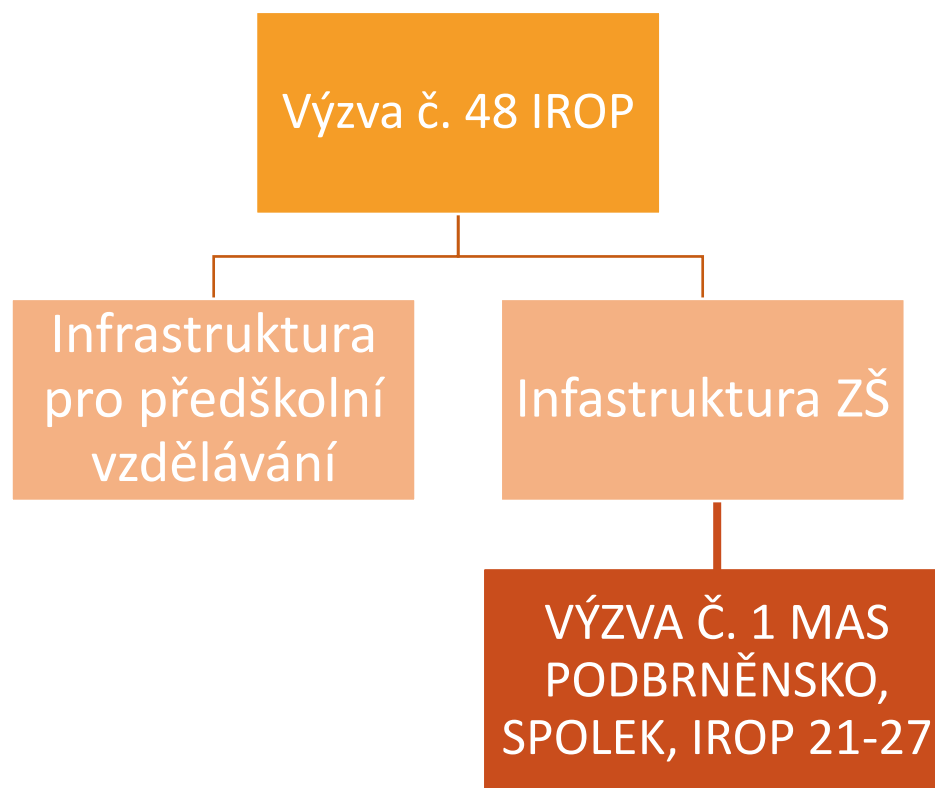 Výzva č. 48 IROP
Infrastruktura
pro předškolní
vzdělávání
Infastruktura ZŠ
VÝZVA Č. 1 MAS
PODBRNĚNSKO,
SPOLEK, IROP 21-27